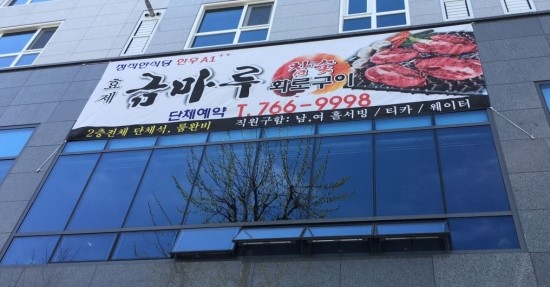 정직한식당 한우A1++
효제 금마루 참숯 화로구이
단체예약 T.766-9998
2층전체 단체석, 룸완비 직원구함: 남,여 홀서빙 / 티카 / 웨이터